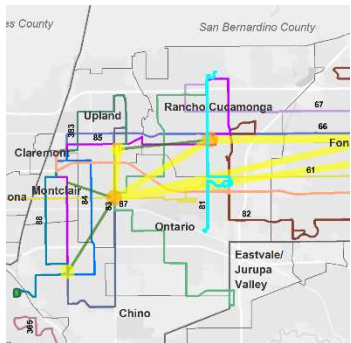 es County
San Bernardino County
67
Rancho Cucamonga
Upland
383
66
85
Claremont
Fon
61
Montclair
ona
88
84
83
87
81
82
Ontario
Eastvale/
Jurupa
Valley
Chino
365